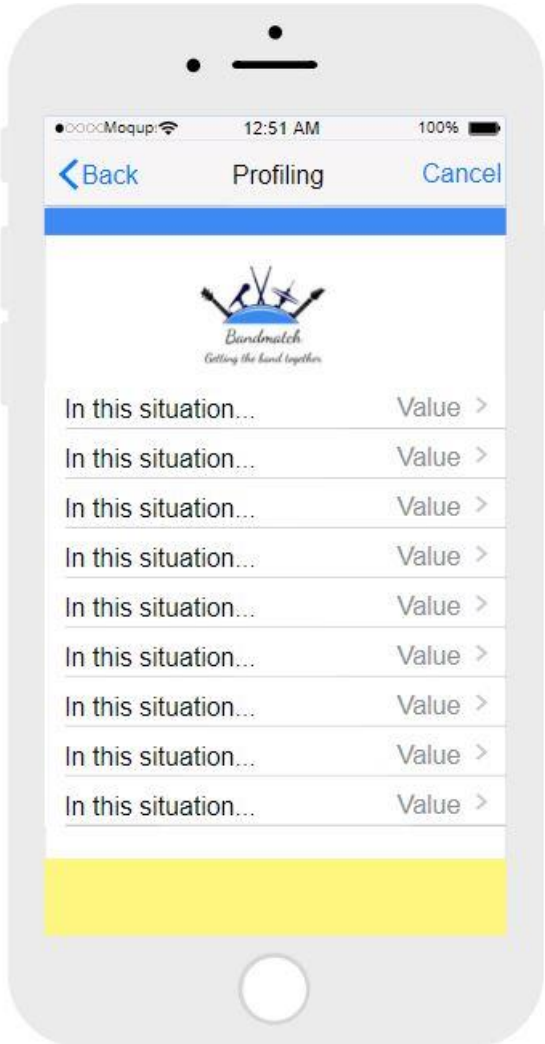 Moqup: 12:51 AM 100%
Back Profiling Cancel
Bandmatch
Getting the band together
In this situation... Value >
In this situation... Value >
In this situation... Value >
In this situation... Value >
In this situation... Value >
In this situation... Value >
In this situation... Value >
In this situation... Value >
In this situation... Value >